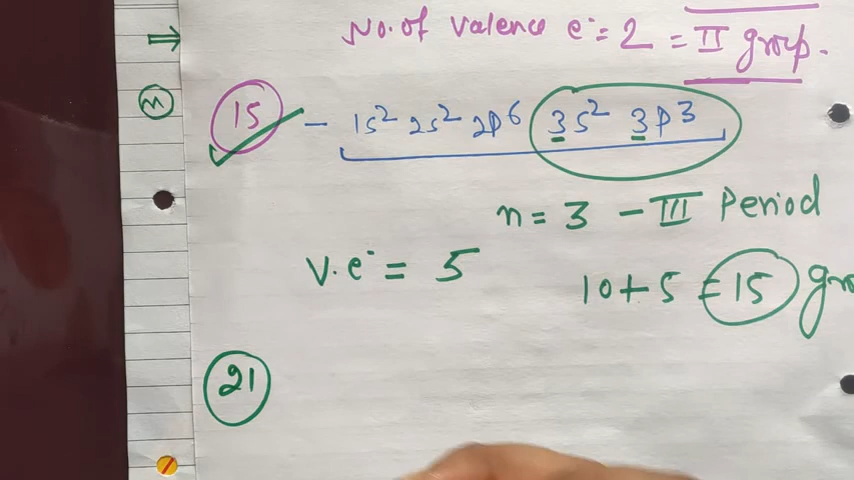 No. of valence e⁻ = 2 = II group.
⇒
m
15 - 1s² 2s² 2p⁶ 3s² 3p³
n = 3 - III Period
v. e⁻ = 5
10 + 5 = 15
21